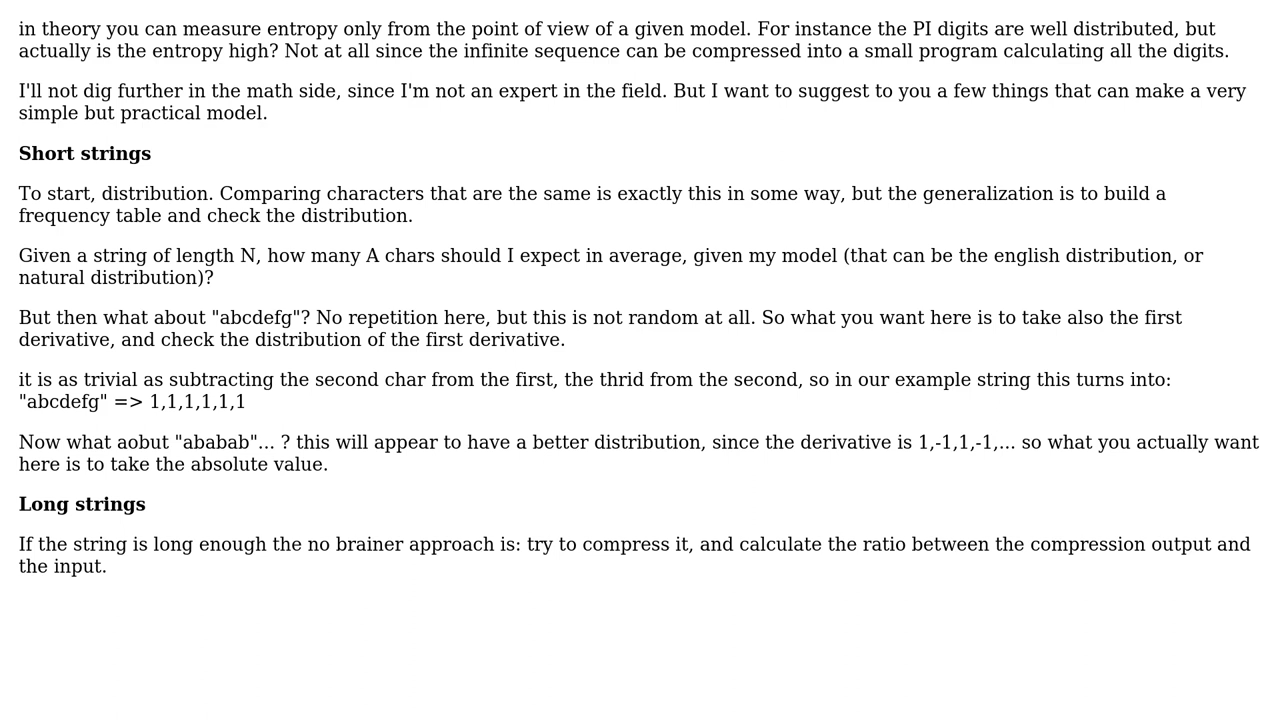 in theory you can measure entropy only from the point of view of a given model. For instance the PI digits are well distributed, but
actually is the entropy high? Not at all since the infinite sequence can be compressed into a small program calculating all the digits.
I'll not dig further in the math side, since I'm not an expert in the field. But I want to suggest to you a few things that can make a very
simple but practical model.
Short strings
To start, distribution. Comparing characters that are the same is exactly this in some way, but the generalization is to build a
frequency table and check the distribution.
Given a string of length N, how many A chars should I expect in average, given my model (that can be the english distribution, or
natural distribution)?
But then what about "abcdefg"? No repetition here, but this is not random at all. So what you want here is to take also the first
derivative, and check the distribution of the first derivative.
it is as trivial as subtracting the second char from the first, the thrid from the second, so in our example string this turns into:
"abcdefg" => 1,1,1,1,1,1
Now what aobut "ababab"... ? this will appear to have a better distribution, since the derivative is 1,-1,1,-1,... so what you actually want
here is to take the absolute value.
Long strings
If the string is long enough the no brainer approach is: try to compress it, and calculate the ratio between the compression output and
the input.